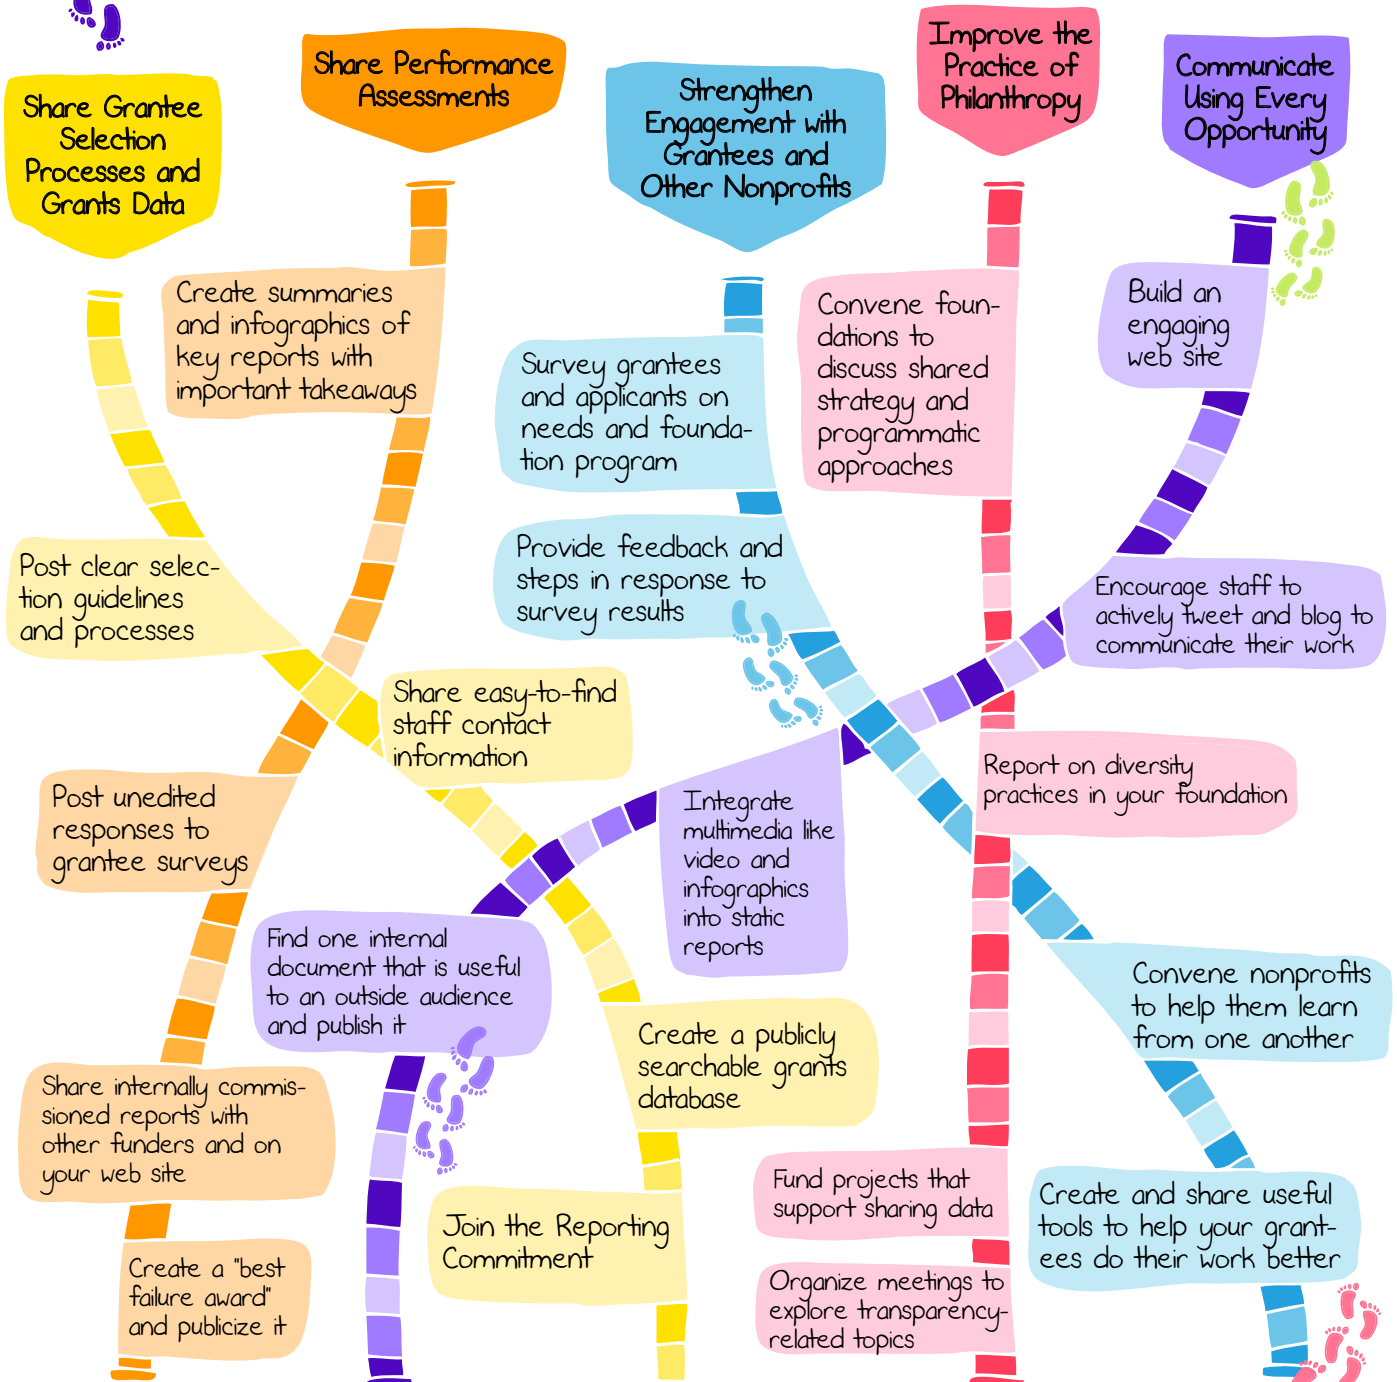 Share Grantee
Selection
Processes and
Grants Data
Share Performance
Assessments
Strengthen
Engagement with
Grantees and
Other Nonprofits
Improve the
Practice of
Philanthropy
Communicate
Using Every
Opportunity
Create summaries
and infographics of
key reports with
important takeaways
Survey grantees
and applicants on
needs and founda-
tion program
Convene foun-
dations to
discuss shared
strategy and
programmatic
approaches
Build an
engaging
web site
Post clear selec-
tion guidelines
and processes
Provide feedback and
steps in response to
survey results
Encourage staff to
actively tweet and blog to
communicate their work
Share easy-to-find
staff contact
information
Post unedited
responses to
grantee surveys
Integrate
multimedia like
video and
infographics
into static
reports
Report on diversity
practices in your foundation
Find one internal
document that is useful
to an outside audience
and publish it
Convene nonprofits
to help them learn
from one another
Create a publicly
searchable grants
database
Share internally commis-
sioned reports with
other funders and on
your web site
Join the Reporting
Commitment
Fund projects that
support sharing data
Create and share useful
tools to help your grant-
ees do their work better
Create a "best
failure award"
and publicize it
Organize meetings to
explore transparency-
related topics